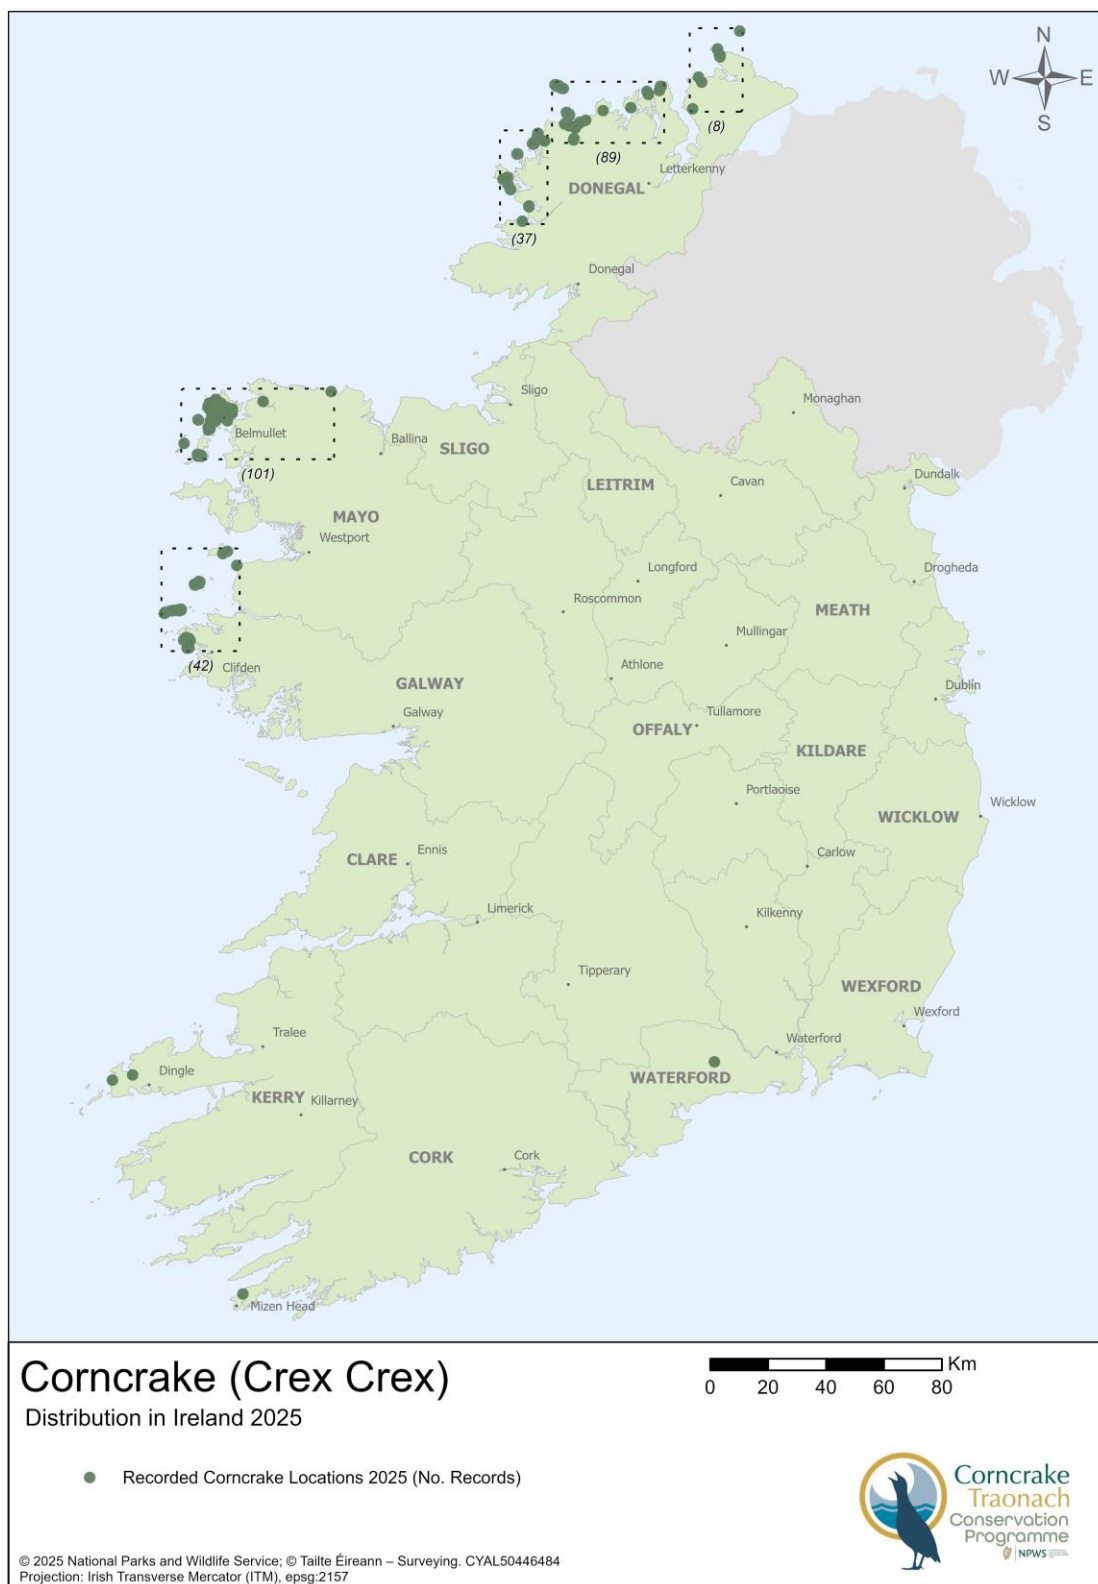 N
W E
S
(8)
(89)
Letterkenny
DONEGAL
(37)
Donegal
Sligo
Monaghan
Belmullet
Ballina
SLIGO
(101)
Dundalk
LEITRIM
Cavan
MAYO
Westport
Longford
Drogheda
Roscommon
MEATH
Mullingar
(42)
Clifden
Athlone
GALWAY
Dublin
Galway
Tullamore
OFFALY
KILDARE
Portlaoise
Wicklow
WICKLOW
Ennis
CLARE
Carlow
Limerick
Kilkenny
Tipperary
WEXFORD
Wexford
Tralee
Waterford
Dingle
WATERFORD
KERRY
Killarney
CORK
Cork
Mizen Head
Corncrake (Crex Crex)
Distribution in Ireland 2025
Km
0 20 40 60 80
Recorded Corncrake Locations 2025 (No. Records)
Corncrake
Traonach
Conservation
Programme
NPWS
© 2025 National Parks and Wildlife Service; © Tailte Éireann – Surveying. CYAL50446484
Projection: Irish Transverse Mercator (ITM), epsg:2157